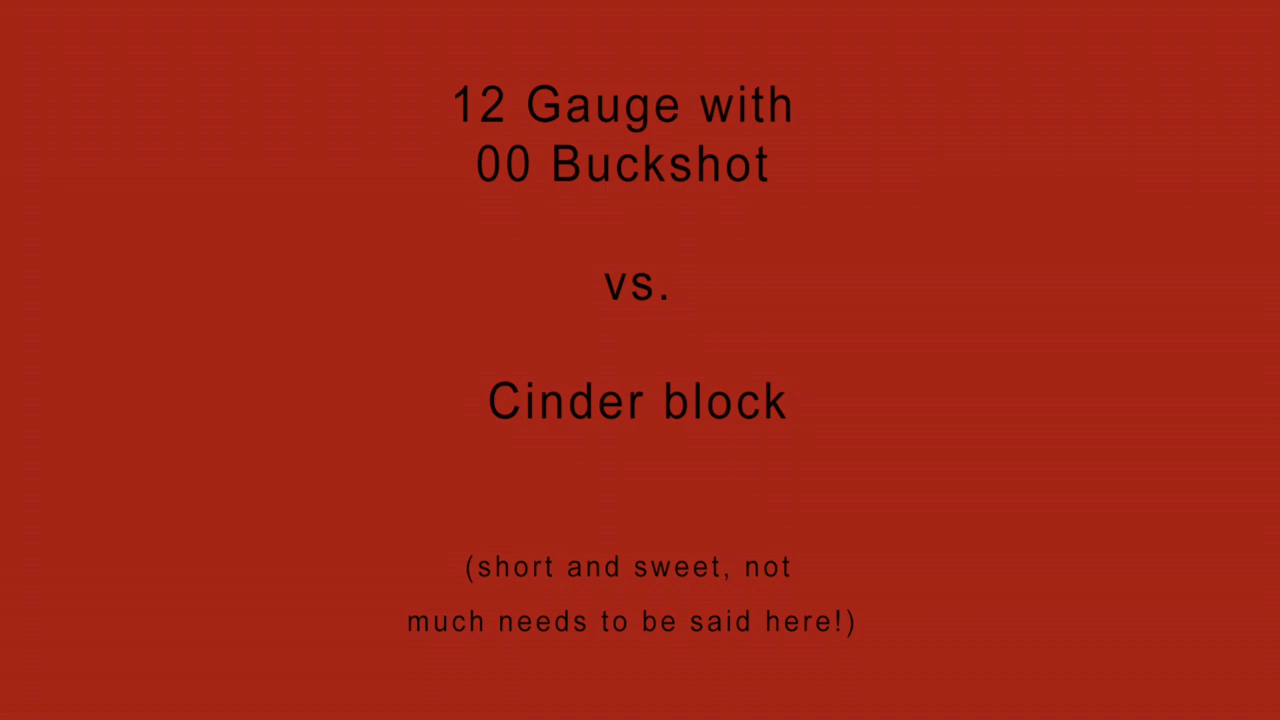 12 Gauge with
00 Buckshot
vs.
Cinder block
(short and sweet, not
much needs to be said here!)